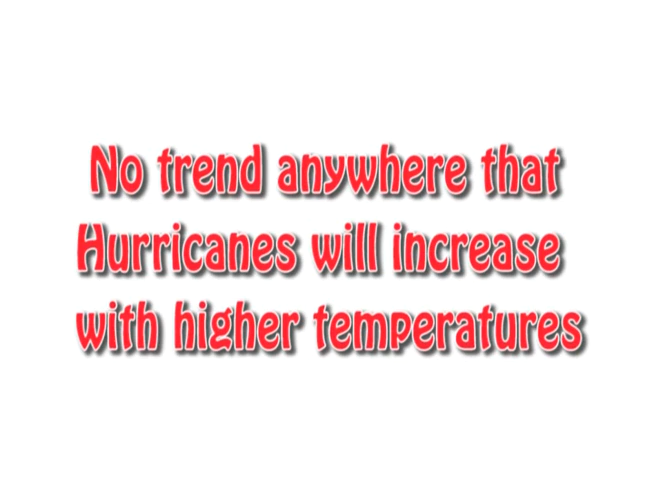 No trend anywhere that
Hurricanes will increase
with higher temperatures